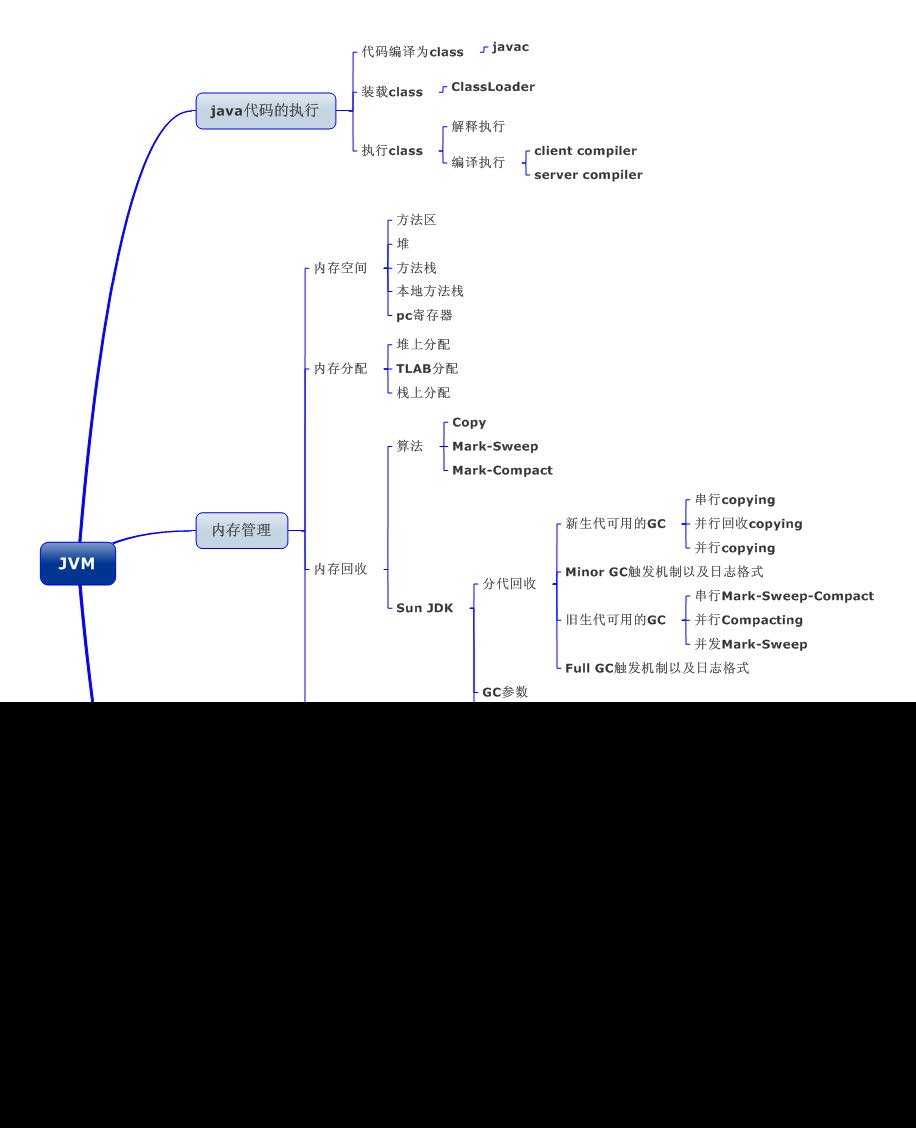 代码编译为class
javac
装载class
ClassLoader
java代码的执行
解释执行
执行class
编译执行
client compiler
server compiler
方法区
堆
内存空间
方法栈
本地方法栈
pc寄存器
堆上分配
内存分配
TLAB分配
栈上分配
Copy
算法
Mark-Sweep
Mark-Compact
串行copying
新生代可用的GC
并行回收copying
并行copying
内存管理
JVM
内存回收
Minor GC触发机制以及日志格式
分代回收
串行Mark-Sweep-Compact
Sun JDK
旧生代可用的GC
并行Compacting
并发Mark-Sweep
Full GC触发机制以及日志格式
GC参数